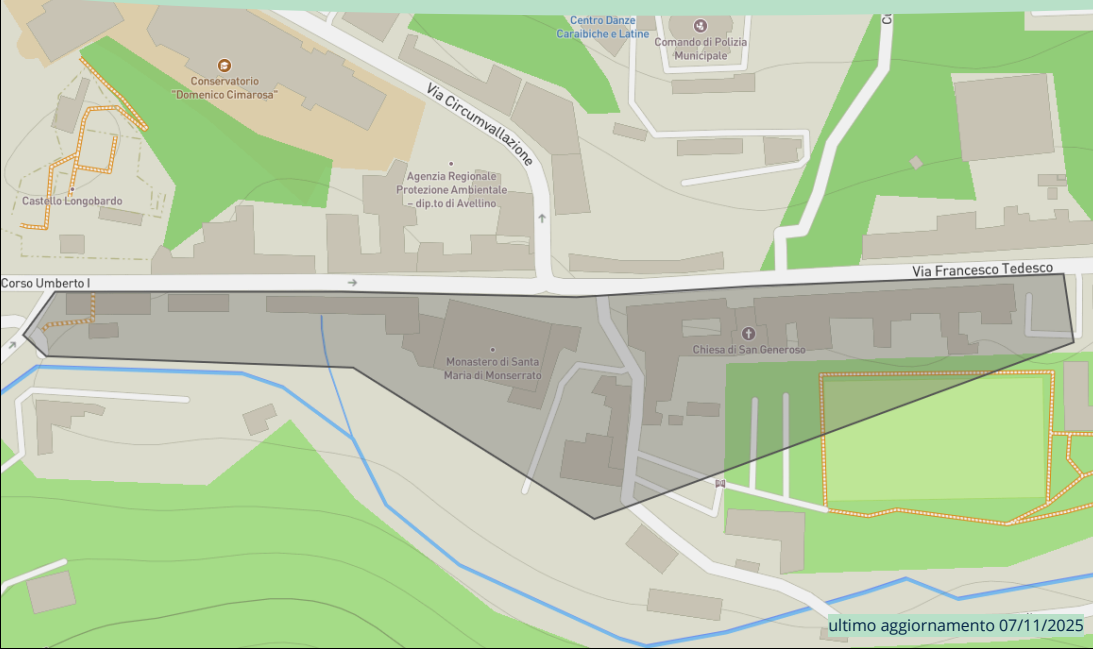 Centro Danze
Caraibiche e Latine
Comando di Polizia
Municipale
Conservatorio
"Domenico Cimarosa"
Via Circumvallazione
Agenzia Regionale
Protezione Ambientale
– dip.to di Avellino
Castello Longobardo
Corso Umberto I
Via Francesco Tedesco
Chiesa di San Generoso
Monastero di Santa
Maria di Monserrato
ultimo aggiornamento 07/11/2025